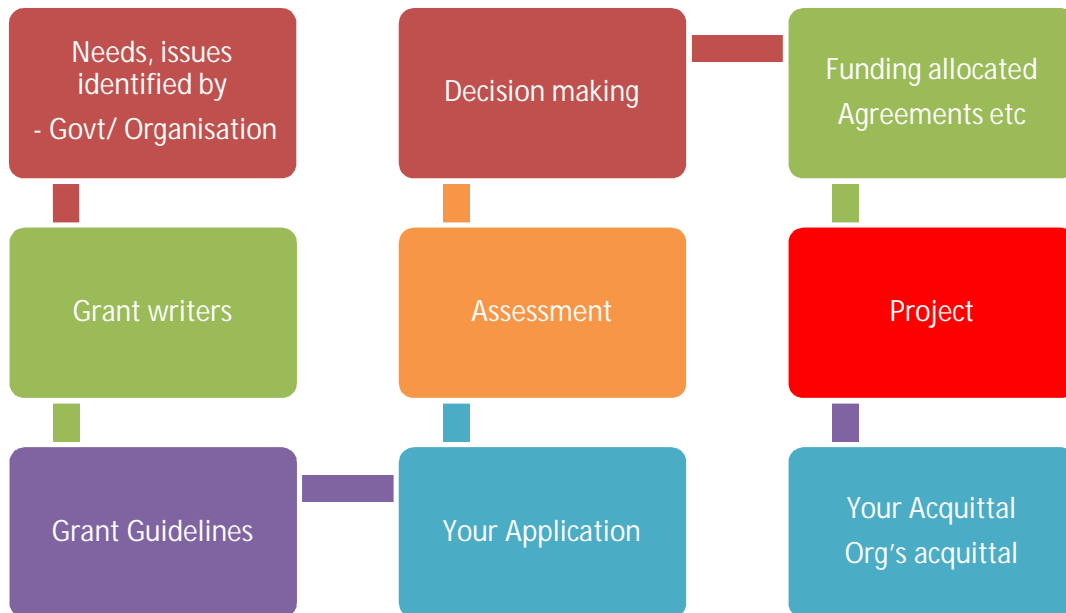 Needs, issues
identified by
- Govt/ Organisation
Grant writers
Grant Guidelines
Your Application
Assessment
Decision making
Funding allocated
Agreements etc
Project
Your Acquittal
Org's acquittal